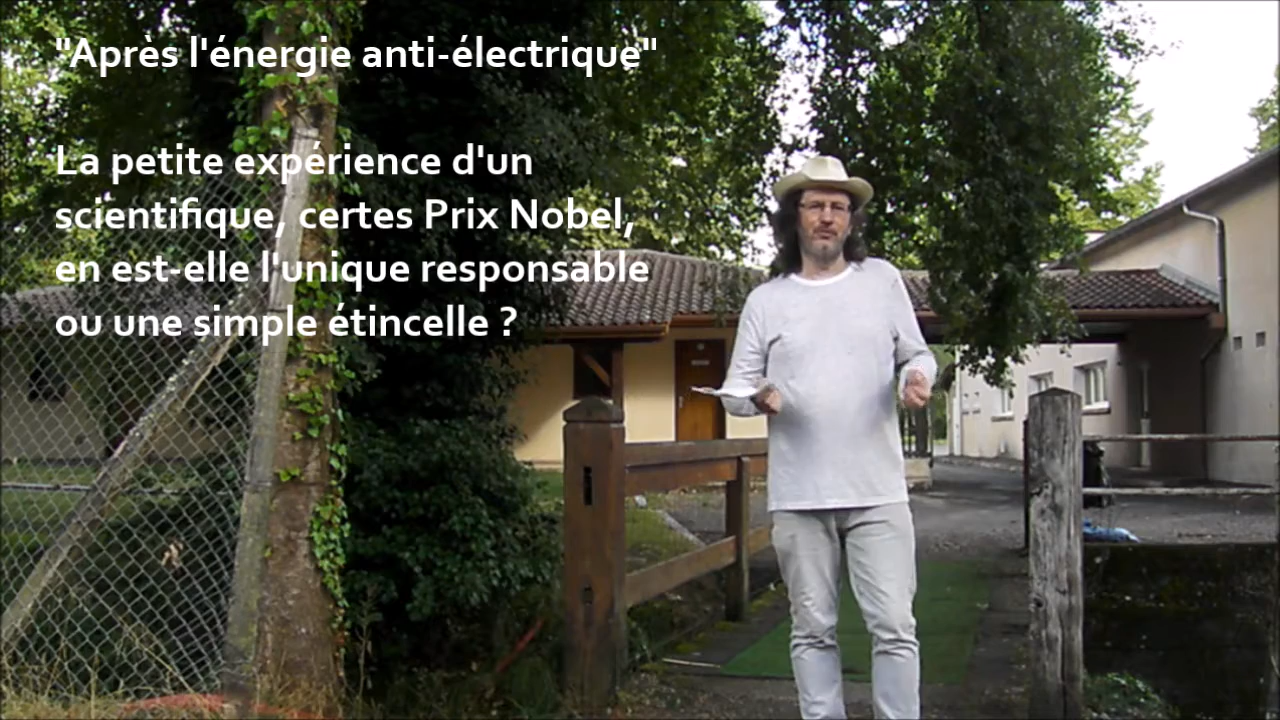 "Après l'énergie anti-électrique"
La petite expérience d'un
scientifique, certes Prix Nobel,
en est-elle l'unique responsable
ou une simple étincelle ?